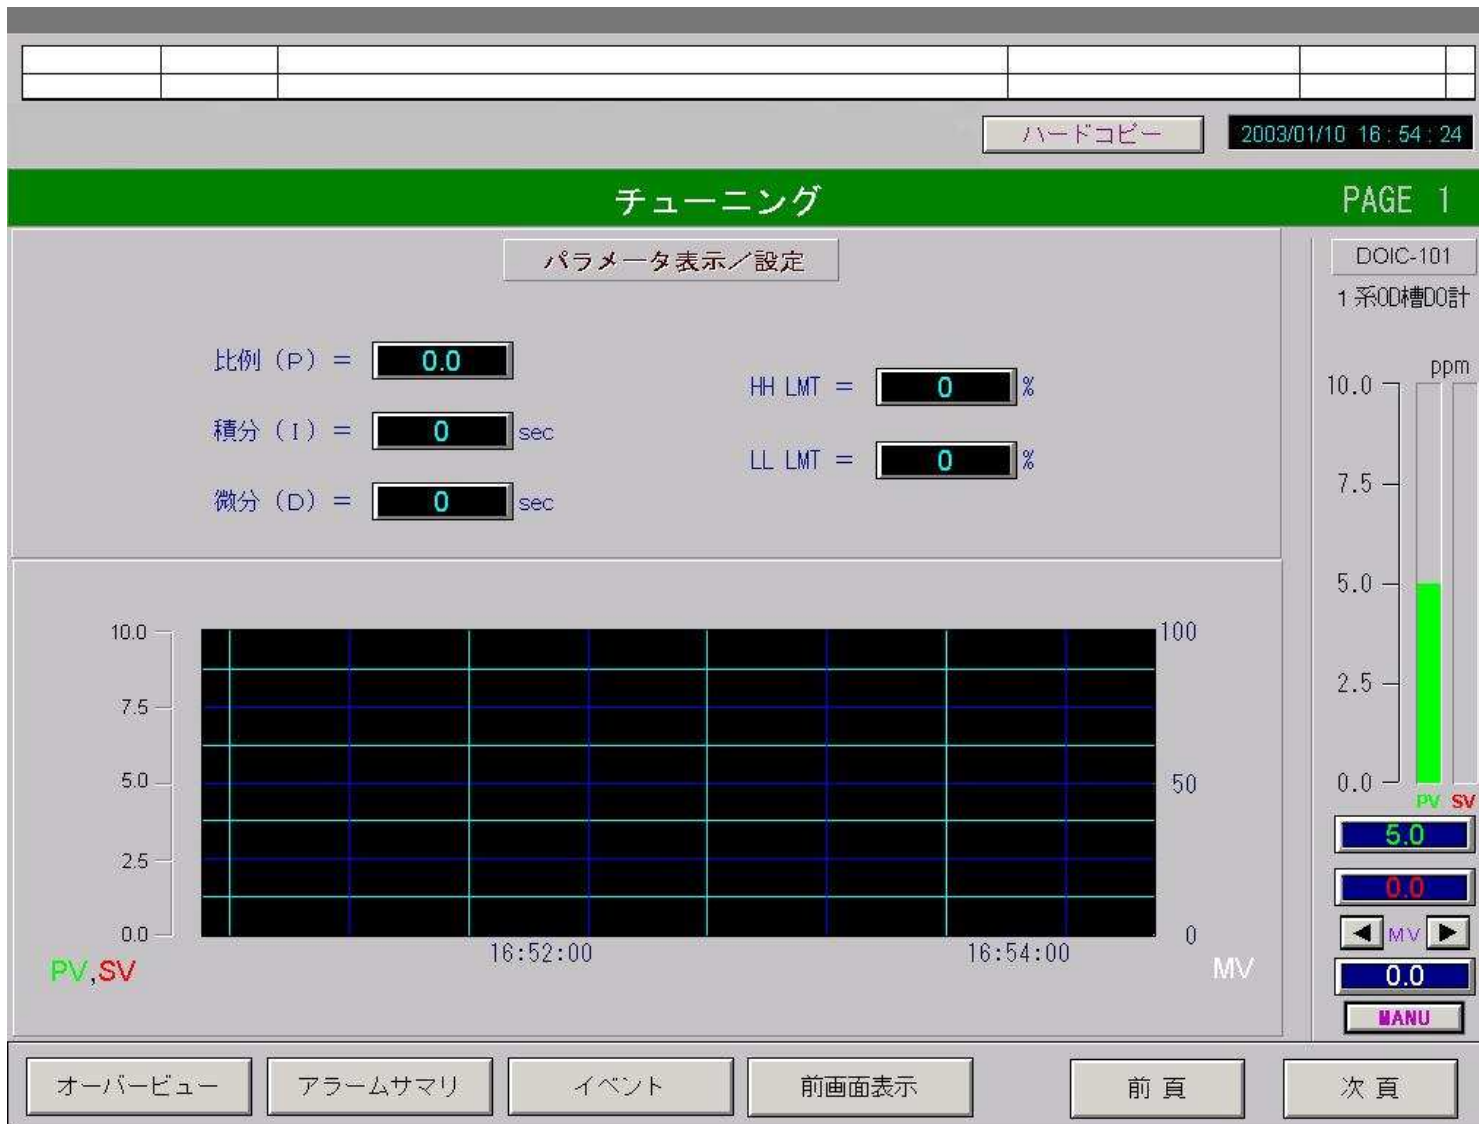 ハードコピー
2003/01/10 16:54:24
チューニング
PAGE 1
パラメータ表示／設定
比例（P）＝ 0.0
積分（I）＝ 0 sec
微分（D）＝ 0 sec
HH LMT ＝ 0 %
LL LMT ＝ 0 %
10.0
7.5
5.0
2.5
0.0
PV,SV
16:52:00
16:54:00
100
50
0
MV
DOIC-101
1系OD槽DO計
ppm
10.0
7.5
5.0
2.5
0.0
PV SV
5.0
0.0
◀ MV ▶
0.0
MANU
オーバービュー
アラームサマリ
イベント
前画面表示
前 頁
次 頁